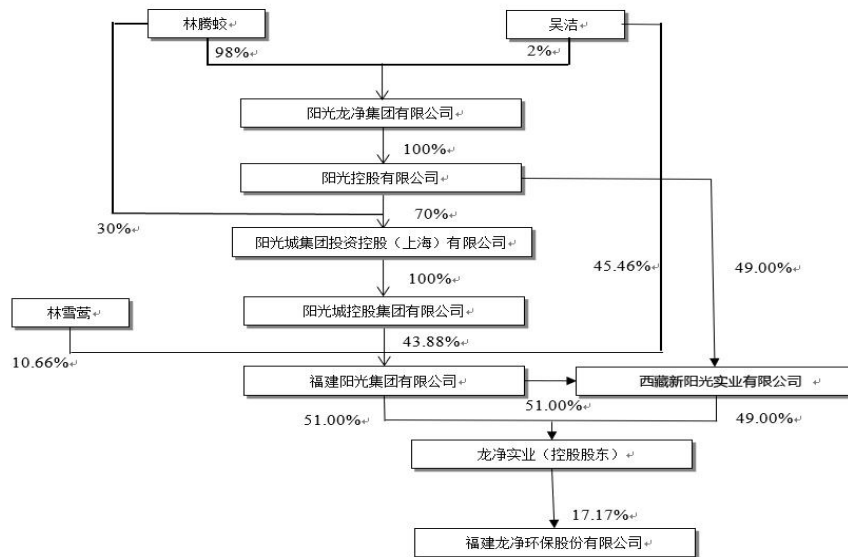 林腾蛟
吴洁
98%
2%
阳光龙净集团有限公司
100%
阳光控股有限公司
30%
70%
阳光城集团投资控股（上海）有限公司
45.46%
49.00%
100%
林雪莺
阳光城控股集团有限公司
10.66%
43.88%
福建阳光集团有限公司
西藏新阳光实业有限公司
51.00%
51.00%
49.00%
龙净实业（控股股东）
17.17%
福建龙净环保股份有限公司